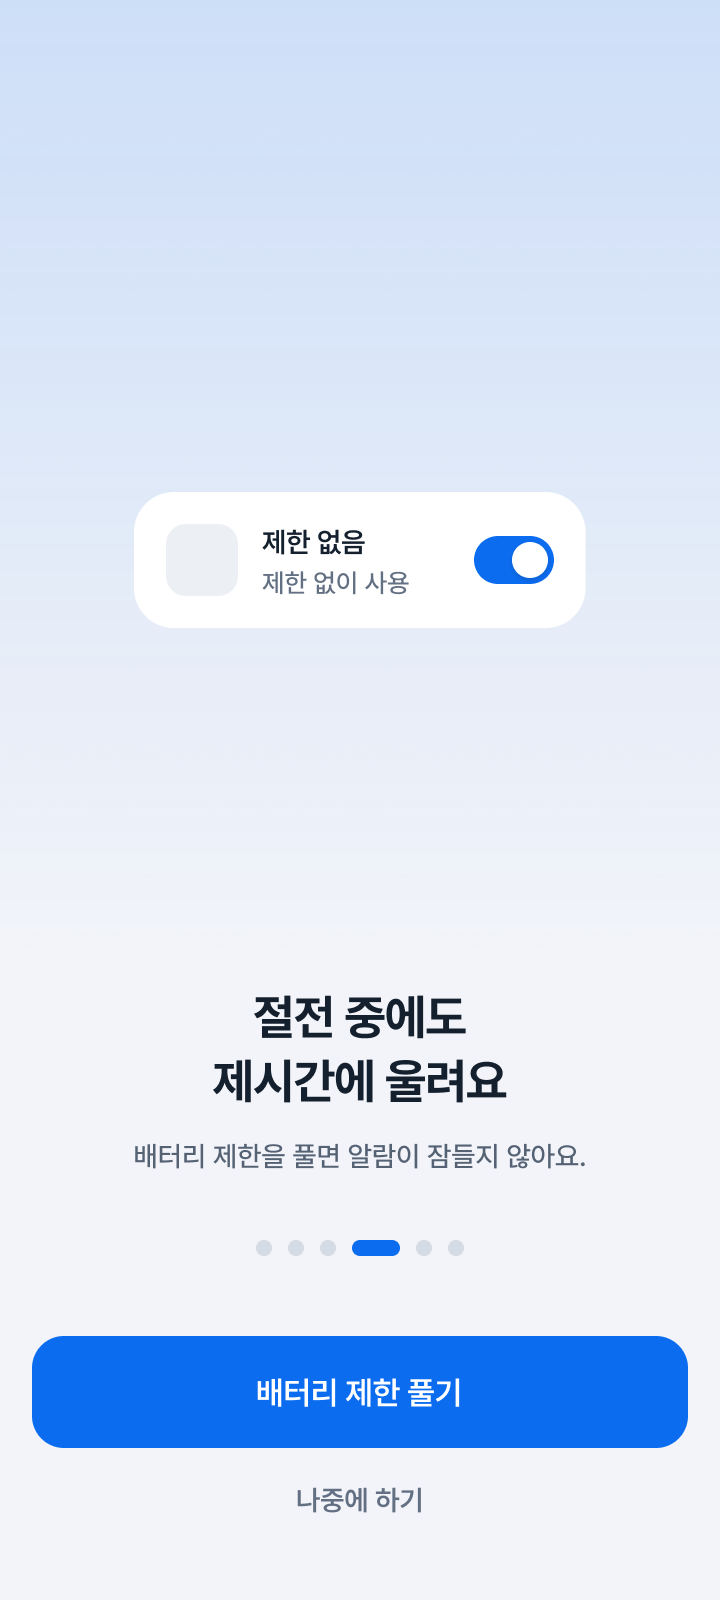 제한 없음
제한 없이 사용
절전 중에도
제시간에 울려요
배터리 제한을 풀면 알람이 잠들지 않아요.
배터리 제한 풀기
나중에 하기